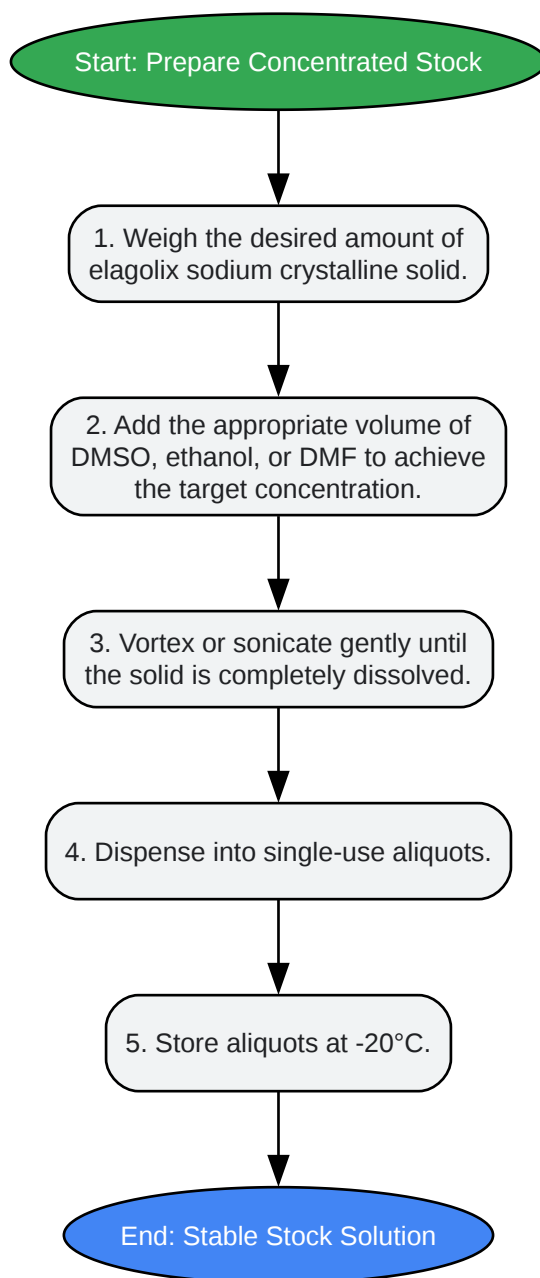 Start: Prepare Concentrated Stock
1. Weigh the desired amount of
elagolix sodium crystalline solid.
2. Add the appropriate volume of
DMSO, ethanol, or DMF to achieve
the target concentration.
3. Vortex or sonicate gently until
the solid is completely dissolved.
4. Dispense into single-use aliquots.
5. Store aliquots at -20°C.
End: Stable Stock Solution